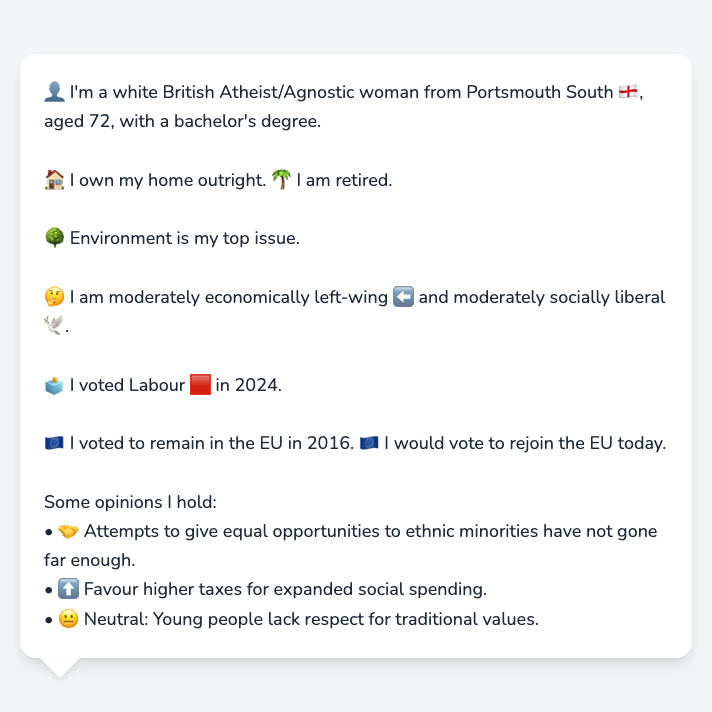 👤 I'm a white British Atheist/Agnostic woman from Portsmouth South 🏴󠁧󠁢󠁥󠁮󠁧󠁿,
aged 72, with a bachelor's degree.
🏠 I own my home outright. 🌴 I am retired.
🌳 Environment is my top issue.
🤔 I am moderately economically left-wing ⬅️ and moderately socially liberal
🕊️.
🗳️ I voted Labour 🟥 in 2024.
🇪🇺 I voted to remain in the EU in 2016. 🇪🇺 I would vote to rejoin the EU today.
Some opinions I hold:
• 🤝 Attempts to give equal opportunities to ethnic minorities have not gone
far enough.
• ⬆️ Favour higher taxes for expanded social spending.
• 😐 Neutral: Young people lack respect for traditional values.